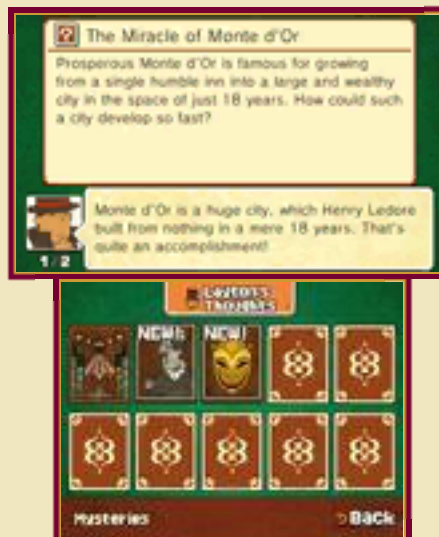 The Miracle of Monte d'Or
Prosperous Monte d'Or is famous for growing
from a single humble inn into a large and wealthy
city in the space of just 18 years. How could such
a city develop so fast?
Monte d'Or is a huge city, which Henry Ledore
built from nothing in a mere 18 years. That's
quite an accomplishment!
1/2
Layton's
Thoughts
NEW! NEW!
Mysteries Back